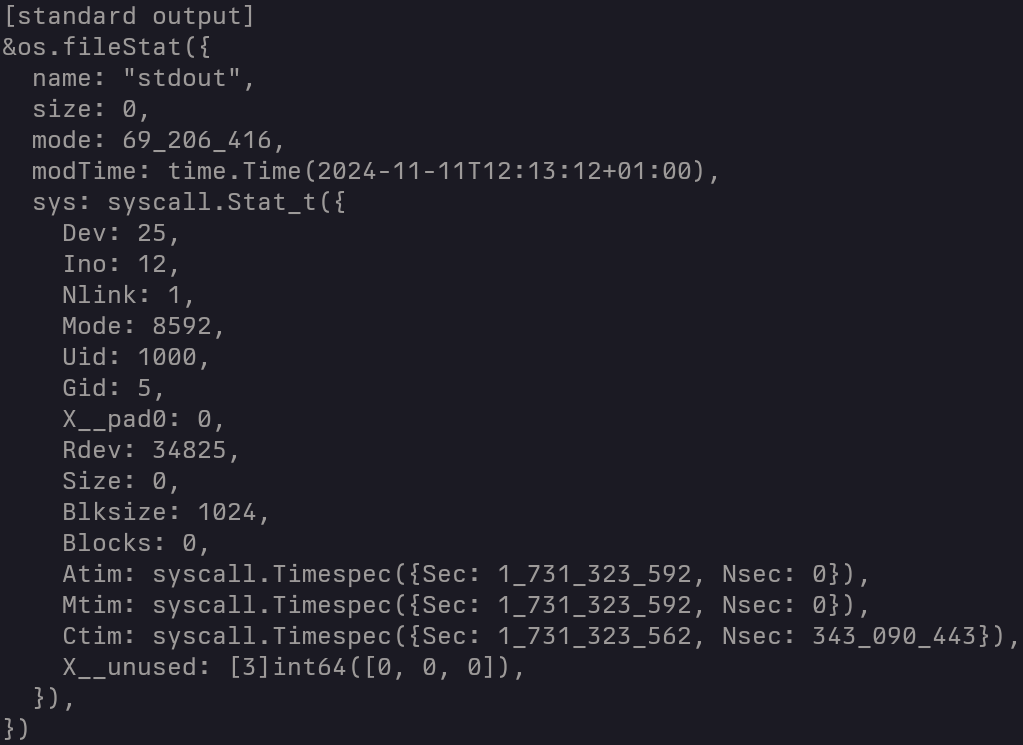 [standard output]
&os.fileStat({
  name: "stdout",
  size: 0,
  mode: 69_206_416,
  modTime: time.Time(2024-11-11T12:13:12+01:00),
  sys: syscall.Stat_t({
    Dev: 25,
    Ino: 12,
    Nlink: 1,
    Mode: 8592,
    Uid: 1000,
    Gid: 5,
    X__pad0: 0,
    Rdev: 34825,
    Size: 0,
    Blksize: 1024,
    Blocks: 0,
    Atim: syscall.Timespec({Sec: 1_731_323_592, Nsec: 0}),
    Mtim: syscall.Timespec({Sec: 1_731_323_592, Nsec: 0}),
    Ctim: syscall.Timespec({Sec: 1_731_323_562, Nsec: 343_090_443}),
    X__unused: [3]int64([0, 0, 0]),
  }),
})